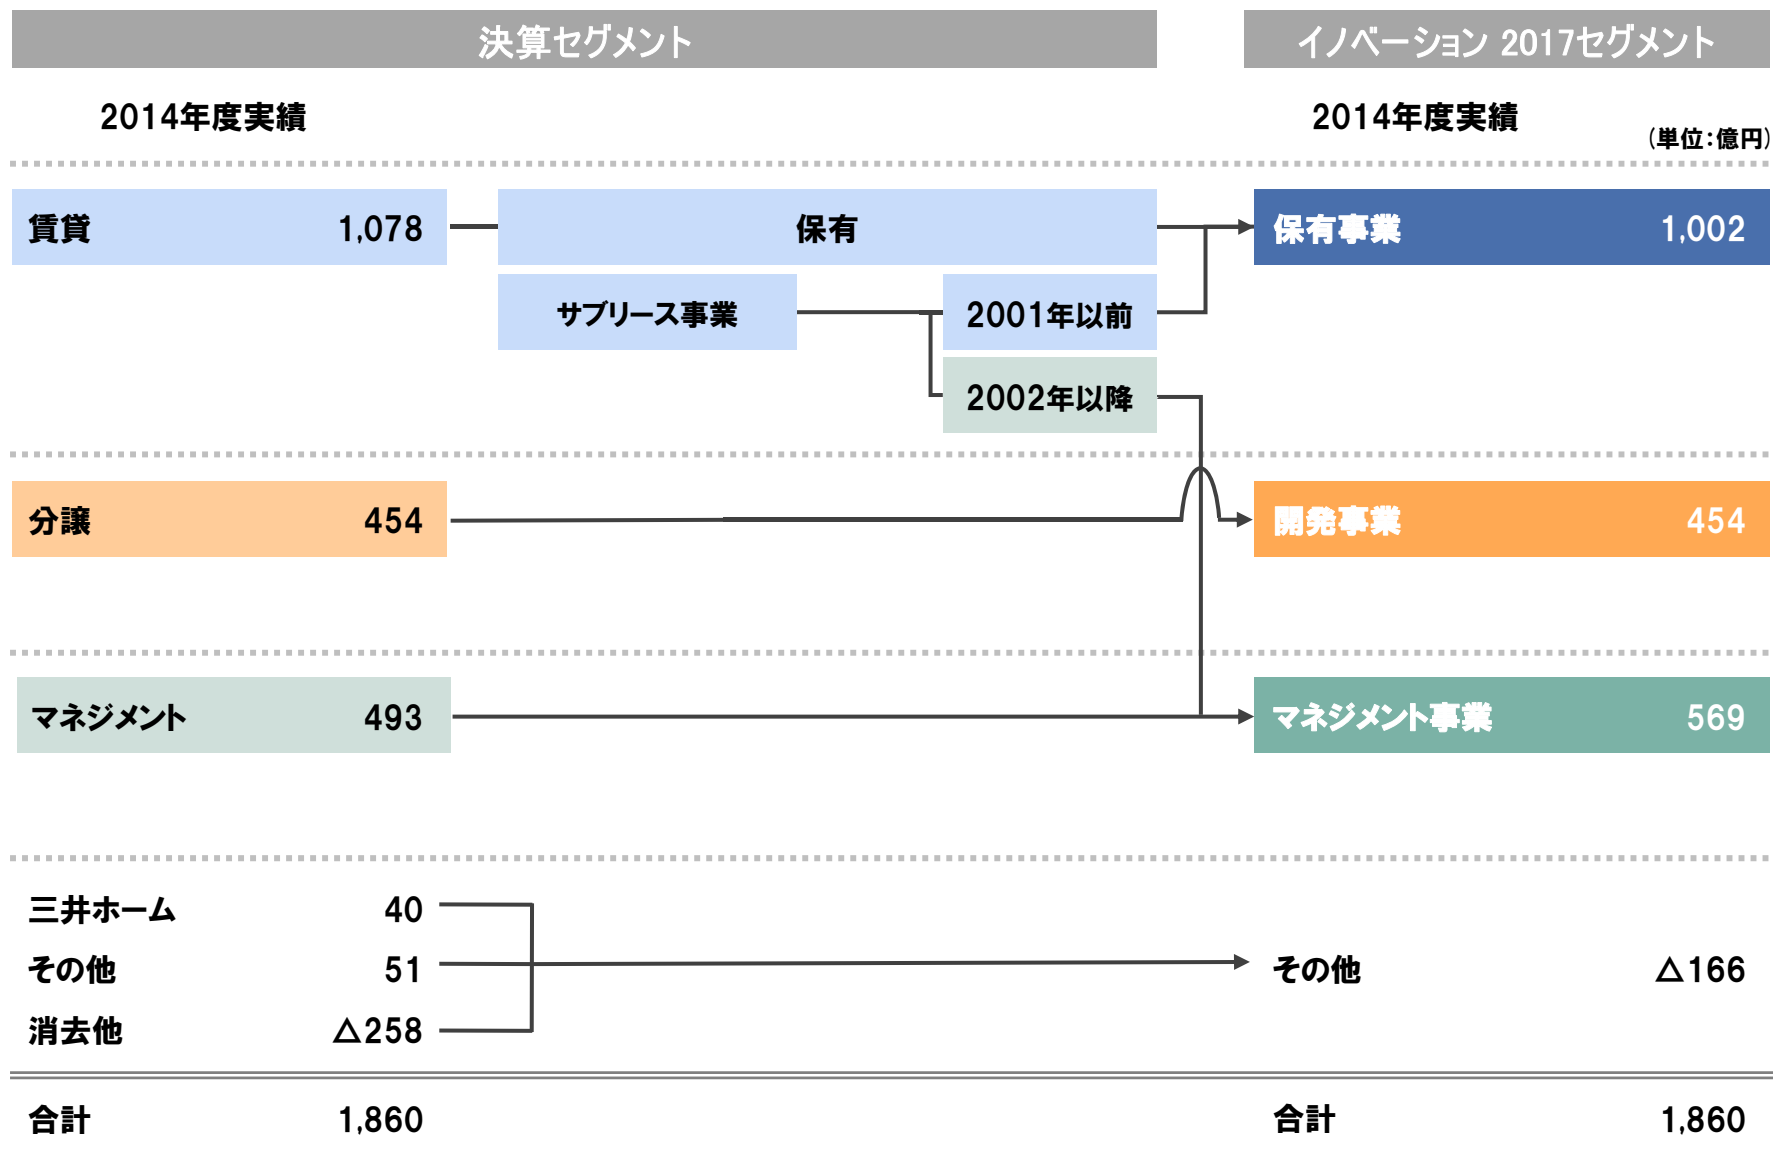 決算セグメント
イノベーション 2017セグメント
2014年度実績
2014年度実績
(単位:億円)
賃貸 1,078 保有 保有事業 1,002
サブリース事業 2001年以前
2002年以降
分譲 454 開発事業 454
マネジメント 493 マネジメント事業 569
三井ホーム 40
その他 51 その他 △166
消去他 △258
合計 1,860 合計 1,860